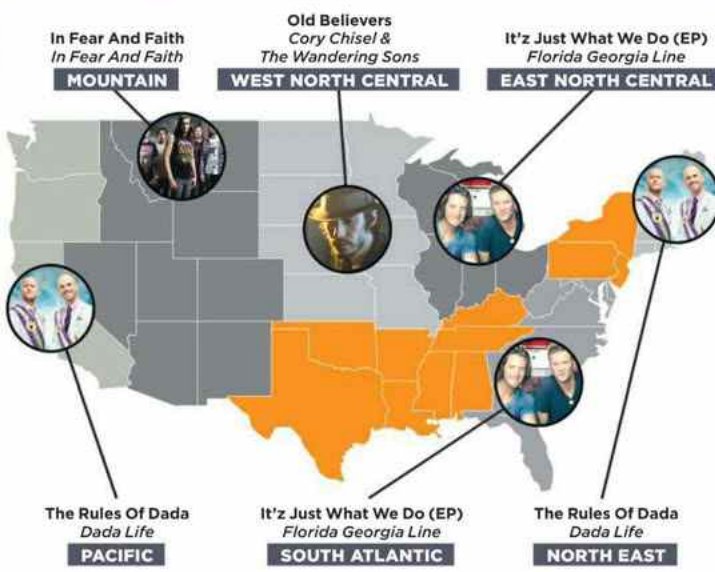 In Fear And Faith
In Fear And Faith
MOUNTAIN
Old Believers
Cory Chisel &
The Wandering Sons
WEST NORTH CENTRAL
It'z Just What We Do (EP)
Florida Georgia Line
EAST NORTH CENTRAL
The Rules Of Dada
Dada Life
PACIFIC
It'z Just What We Do (EP)
Florida Georgia Line
SOUTH ATLANTIC
The Rules Of Dada
Dada Life
NORTH EAST